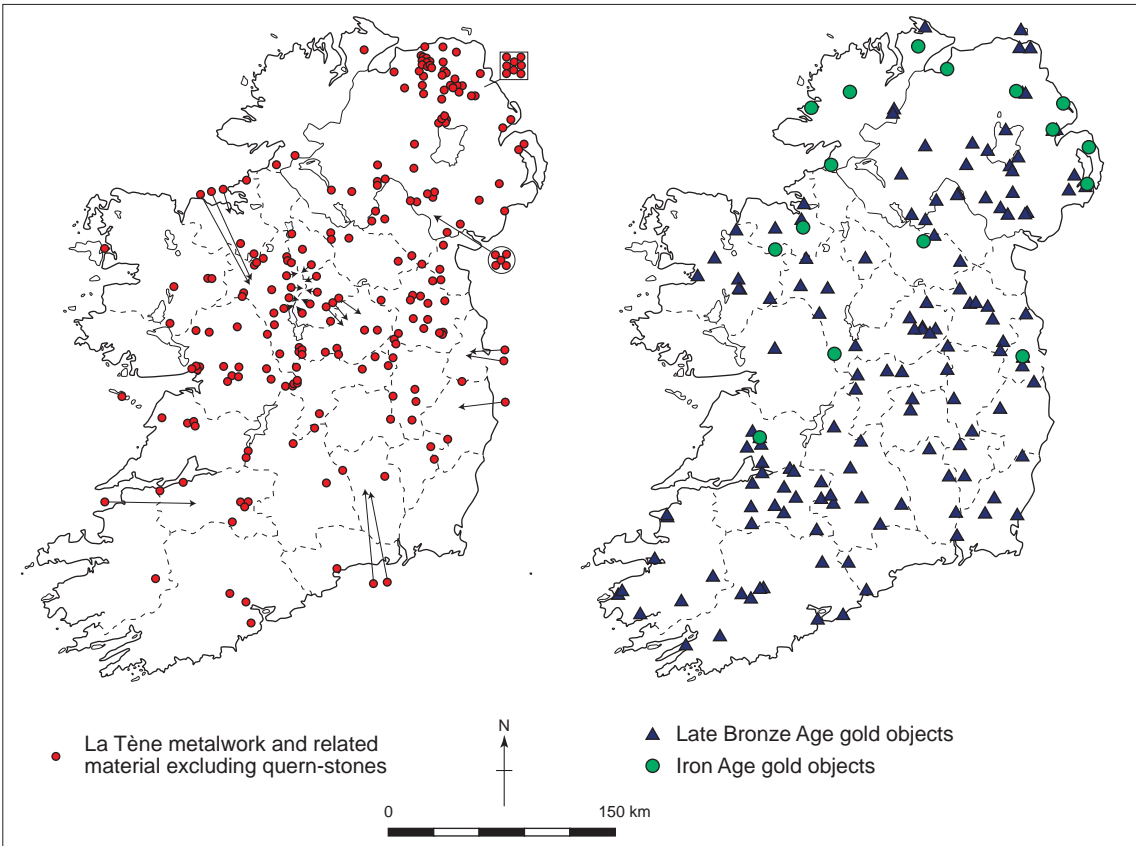 La Tène metalwork and related
material excluding quern-stones
N
0 150 km
Late Bronze Age gold objects
Iron Age gold objects